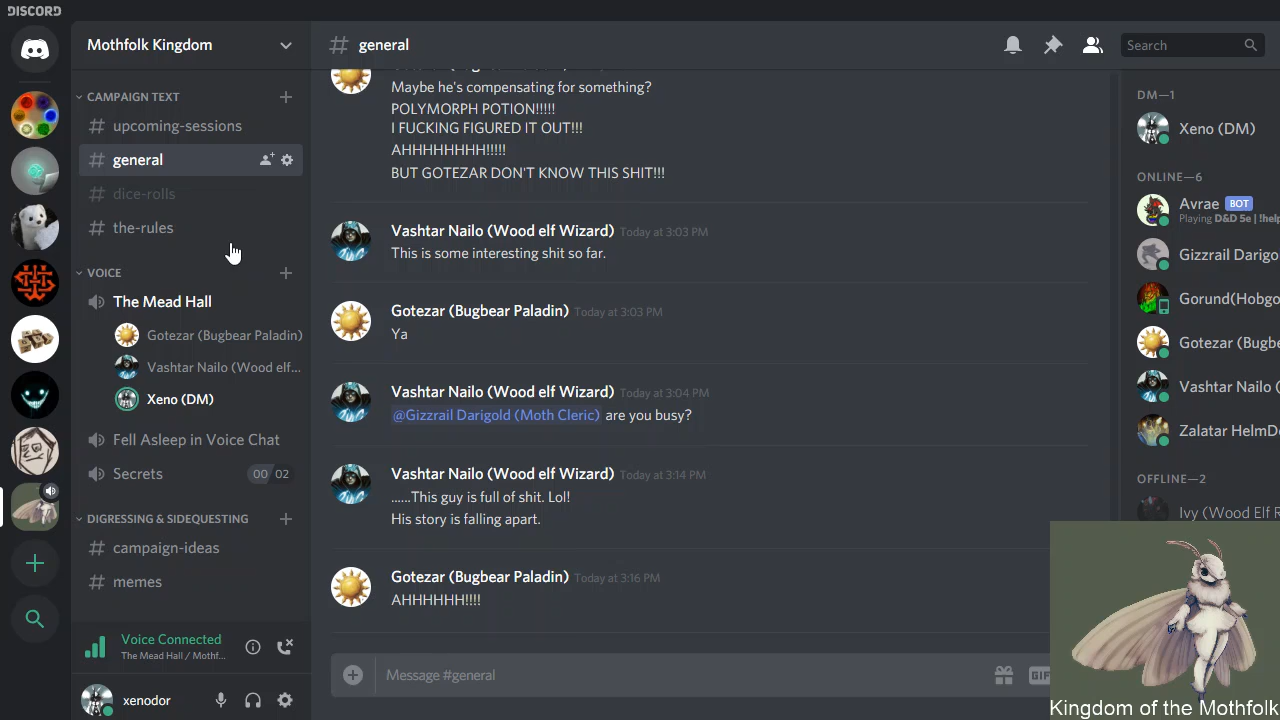 DISCORD
Mothfolk Kingdom
general
Search
CAMPAIGN TEXT
upcoming-sessions
general
dice-rolls
the-rules
VOICE
The Mead Hall
Gotezar (Bugbear Paladin)
Vashtar Nailo (Wood elf...
Xeno (DM)
Fell Asleep in Voice Chat
Secrets
00 02
DIGRESSING & SIDEQUESTING
campaign-ideas
memes
Voice Connected
The Mead Hall / Mothf...
xenodor
Maybe he's compensating for something?
POLYMORPH POTION!!!!!
I FUCKING FIGURED IT OUT!!!
AHHHHHHHH!!!!!
BUT GOTEZAR DON'T KNOW THIS SHIT!!!
Vashtar Nailo (Wood elf Wizard) Today at 3:03 PM
This is some interesting shit so far.
Gotezar (Bugbear Paladin) Today at 3:03 PM
Ya
Vashtar Nailo (Wood elf Wizard) Today at 3:04 PM
@Gizzrail Darigold (Moth Cleric) are you busy?
Vashtar Nailo (Wood elf Wizard) Today at 3:14 PM
......This guy is full of shit. Lol!
His story is falling apart.
Gotezar (Bugbear Paladin) Today at 3:16 PM
AHHHHHH!!!!
Message #general
GIF
DM—1
Xeno (DM)
ONLINE—6
Avrae BOT
Playing D&D 5e | !help
Gizzrail Darigo
Gorund(Hobgo
Gotezar (Bugbe
Vashtar Nailo (
Zalatar HelmD
OFFLINE—2
Ivy (Wood Elf R
Kingdom of the Mothfolk